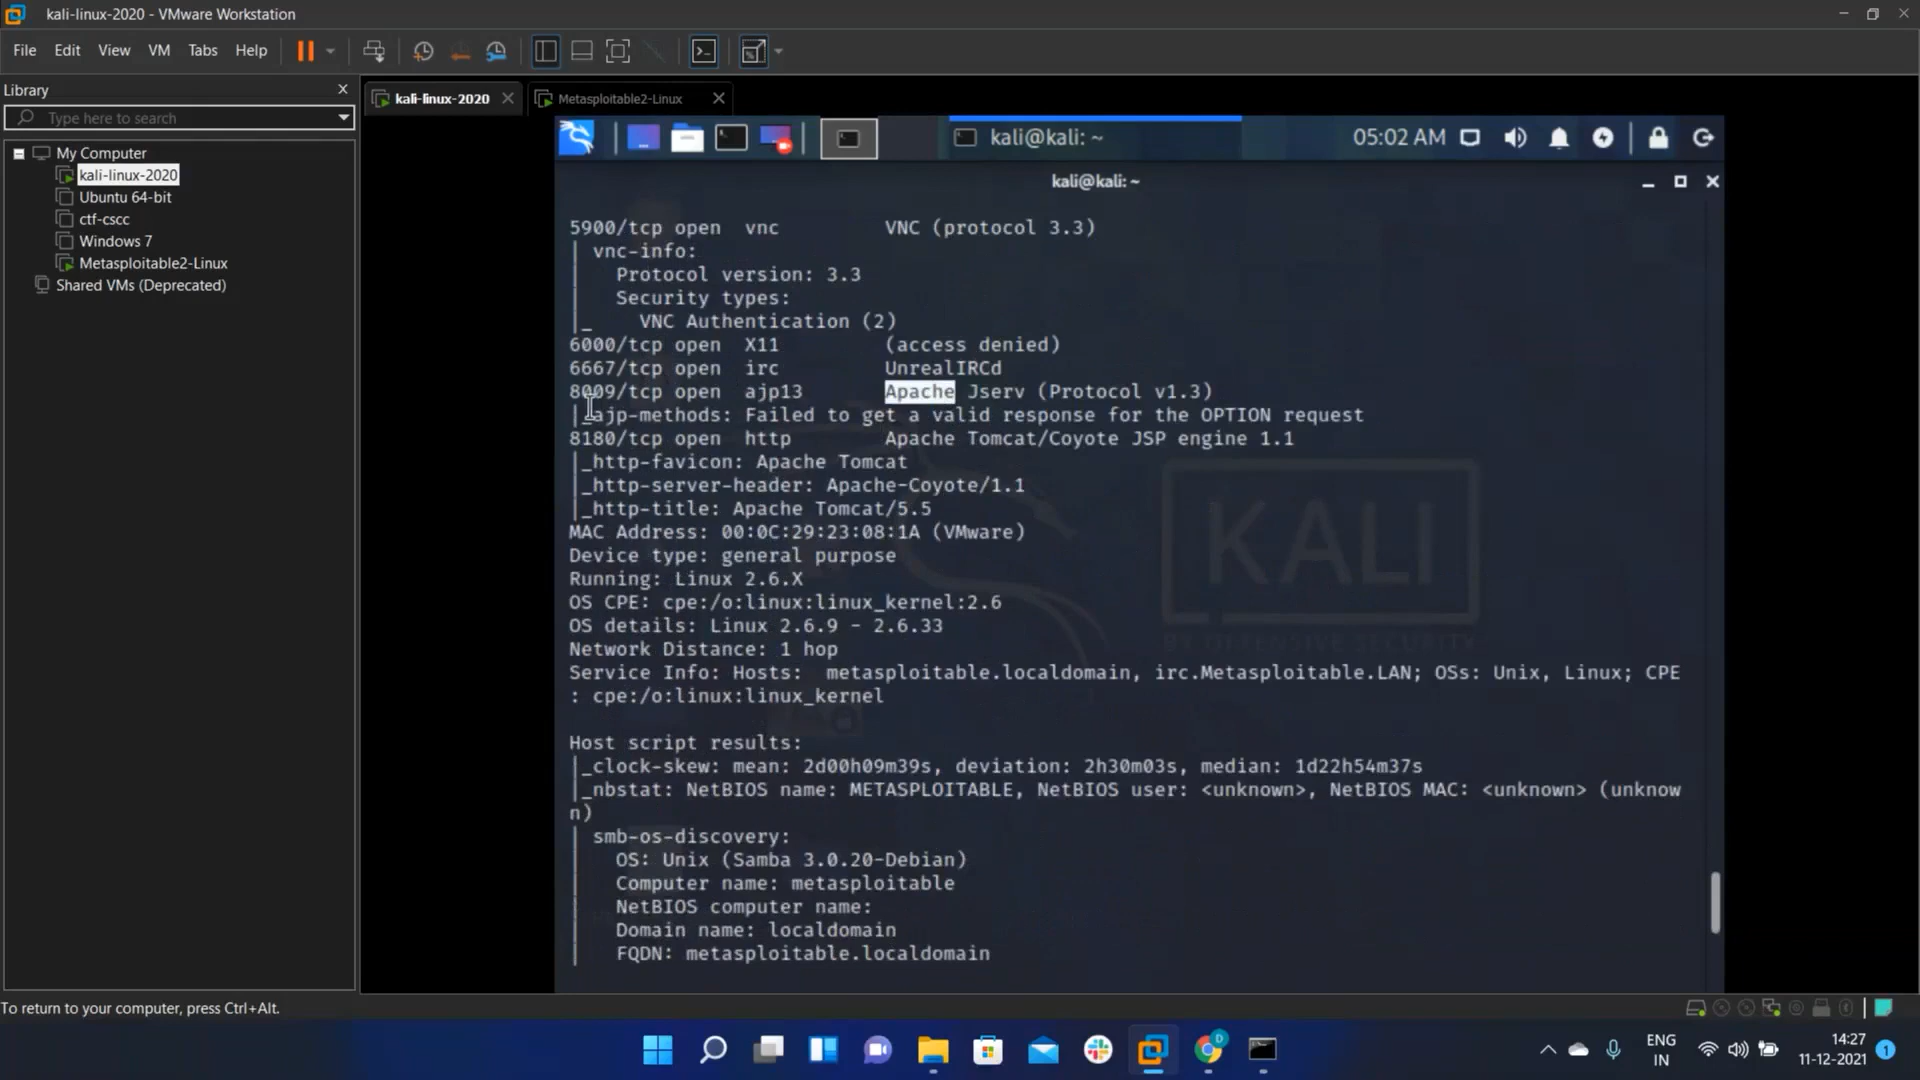 kali-linux-2020 - VMware Workstation
File Edit View VM Tabs Help
Library
Type here to search
My Computer
kali-linux-2020
Ubuntu 64-bit
ctf-cscc
Windows 7
Metasploitable2-Linux
Shared VMs (Deprecated)
kali-linux-2020 Metasploitable2-Linux
kali@kali: ~ 05:02 AM
kali@kali: ~
5900/tcp open vnc VNC (protocol 3.3)
| vnc-info:
| Protocol version: 3.3
| Security types:
|_ VNC Authentication (2)
6000/tcp open X11 (access denied)
6667/tcp open irc UnrealIRCd
8009/tcp open ajp13 Apache Jserv (Protocol v1.3)
|_ajp-methods: Failed to get a valid response for the OPTION request
8180/tcp open http Apache Tomcat/Coyote JSP engine 1.1
|_http-favicon: Apache Tomcat
|_http-server-header: Apache-Coyote/1.1
|_http-title: Apache Tomcat/5.5
MAC Address: 00:0C:29:23:08:1A (VMware)
Device type: general purpose
Running: Linux 2.6.X
OS CPE: cpe:/o:linux:linux_kernel:2.6
OS details: Linux 2.6.9 - 2.6.33
Network Distance: 1 hop
Service Info: Hosts: metasploitable.localdomain, irc.Metasploitable.LAN; OSs: Unix, Linux; CPE
: cpe:/o:linux:linux_kernel
Host script results:
|_clock-skew: mean: 2d00h09m39s, deviation: 2h30m03s, median: 1d22h54m37s
|_nbstat: NetBIOS name: METASPLOITABLE, NetBIOS user: <unknown>, NetBIOS MAC: <unknown> (unknow
n)
| smb-os-discovery:
| OS: Unix (Samba 3.0.20-Debian)
| Computer name: metasploitable
| NetBIOS computer name:
| Domain name: localdomain
| FQDN: metasploitable.localdomain
KALI
BY OFFENSIVE SECURITY
To return to your computer, press Ctrl+Alt.
D
ENG
IN
14:27
11-12-2021
1